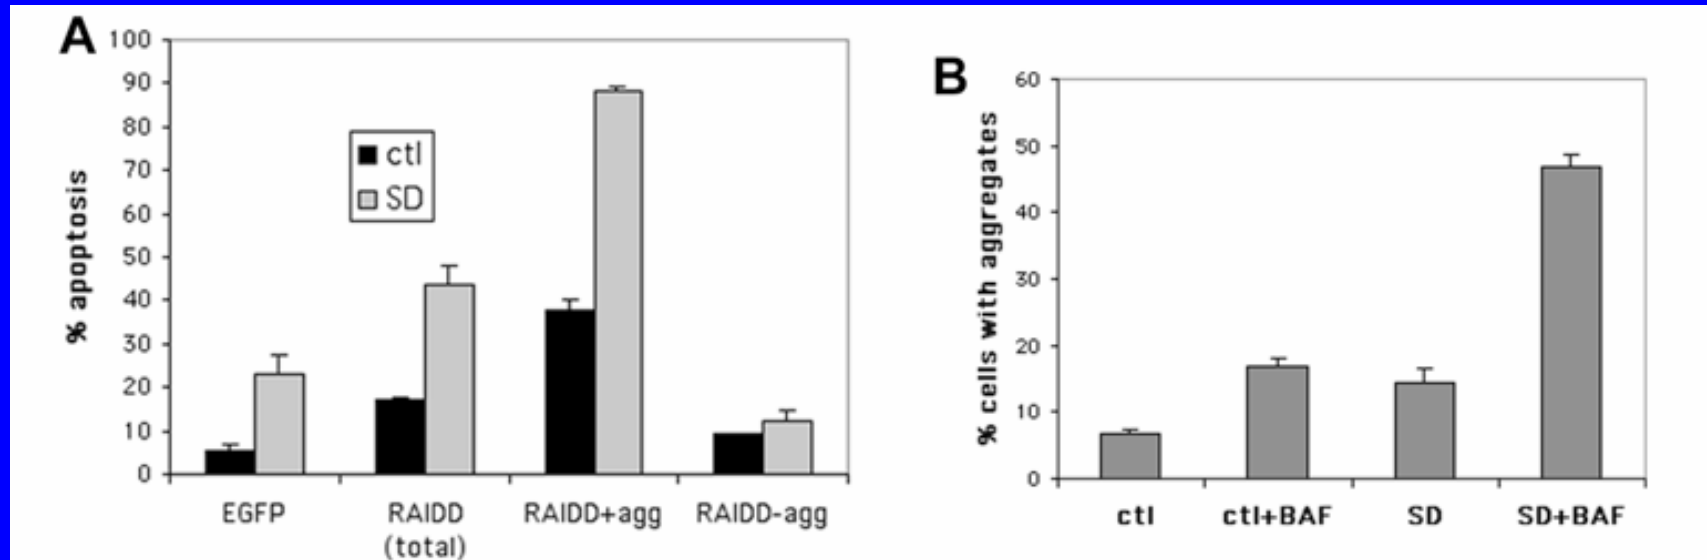 A
100
90
80
70
60
50
40
30
20
10
0
% apoptosis
ctl
SD
EGFP
RAIDD
(total)
RAIDD+agg
RAIDD-agg
B
60
50
40
30
20
10
0
% cells with aggregates
ctl
ctl+BAF
SD
SD+BAF